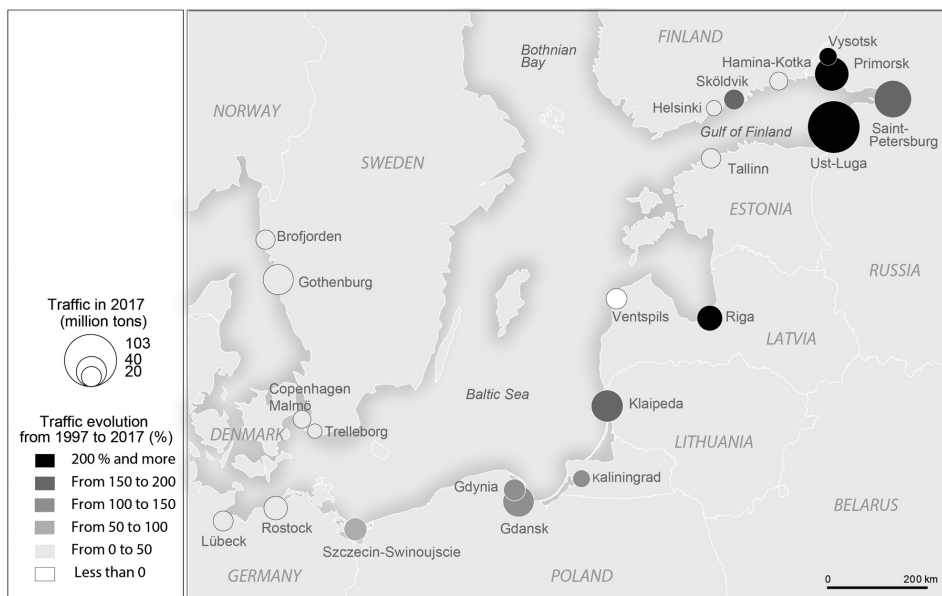 Traffic in 2017
(million tons)
103
40
20
Traffic evolution
from 1997 to 2017 (%)
200 % and more
From 150 to 200
From 100 to 150
From 50 to 100
From 0 to 50
Less than 0
Bothnian
Bay
FINLAND
Vysotsk
Hamina-Kotka
Primorsk
Sköldvik
Helsinki
Gulf of Finland
Saint-
Petersburg
Ust-Luga
NORWAY
SWEDEN
Tallinn
ESTONIA
Brofjorden
Gothenburg
RUSSIA
Ventspils
Riga
LATVIA
Copenhagen
Malmö
Baltic Sea
Klaipeda
DENMARK
Trelleborg
LITHUANIA
Kaliningrad
Gdynia
Gdansk
BELARUS
Lübeck
Rostock
Szczecin-Swinoujscie
GERMANY
POLAND
0 200 km